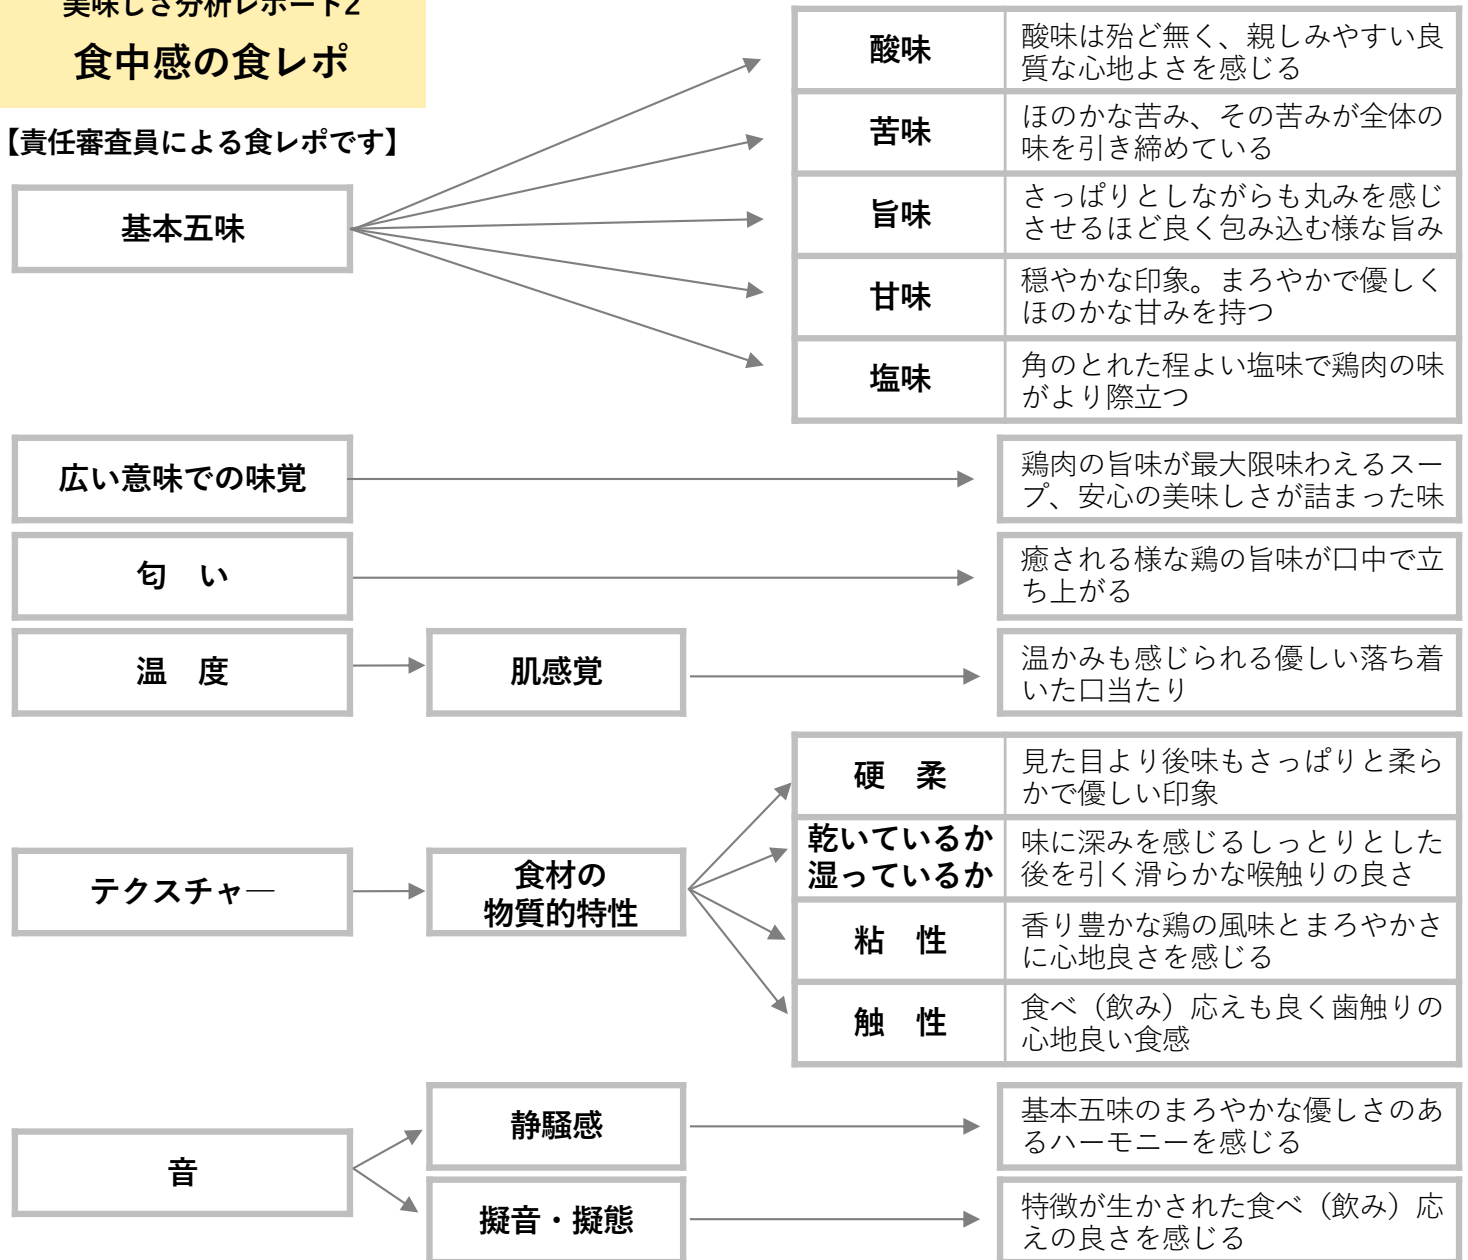 美味しさ分析レポート2
食中感の食レポ
【責任審査員による食レポです】
基本五味
酸味
酸味は殆ど無く、親しみやすい良
質な心地よさを感じる
苦味
ほのかな苦み、その苦みが全体の
味を引き締めている
旨味
さっぱりとしながらも丸みを感じ
させるほど良く包み込む様な旨み
甘味
穏やかな印象。まろやかで優しく
ほのかな甘みを持つ
塩味
角のとれた程よい塩味で鶏肉の味
がより際立つ
広い意味での味覚
鶏肉の旨味が最大限味わえるスー
プ、安心の美味しさが詰まった味
匂　い
癒される様な鶏の旨味が口中で立
ち上がる
温　度
肌感覚
温かみも感じられる優しい落ち着
いた口当たり
テクスチャ―
食材の
物質的特性
硬　柔
見た目より後味もさっぱりと柔ら
かで優しい印象
乾いているか
湿っているか
味に深みを感じるしっとりとした
後を引く滑らかな喉触りの良さ
粘　性
香り豊かな鶏の風味とまろやかさ
に心地良さを感じる
触　性
食べ（飲み）応えも良く歯触りの
心地良い食感
音
静騒感
基本五味のまろやかな優しさのあ
るハーモニーを感じる
擬音・擬態
特徴が生かされた食べ（飲み）応
えの良さを感じる